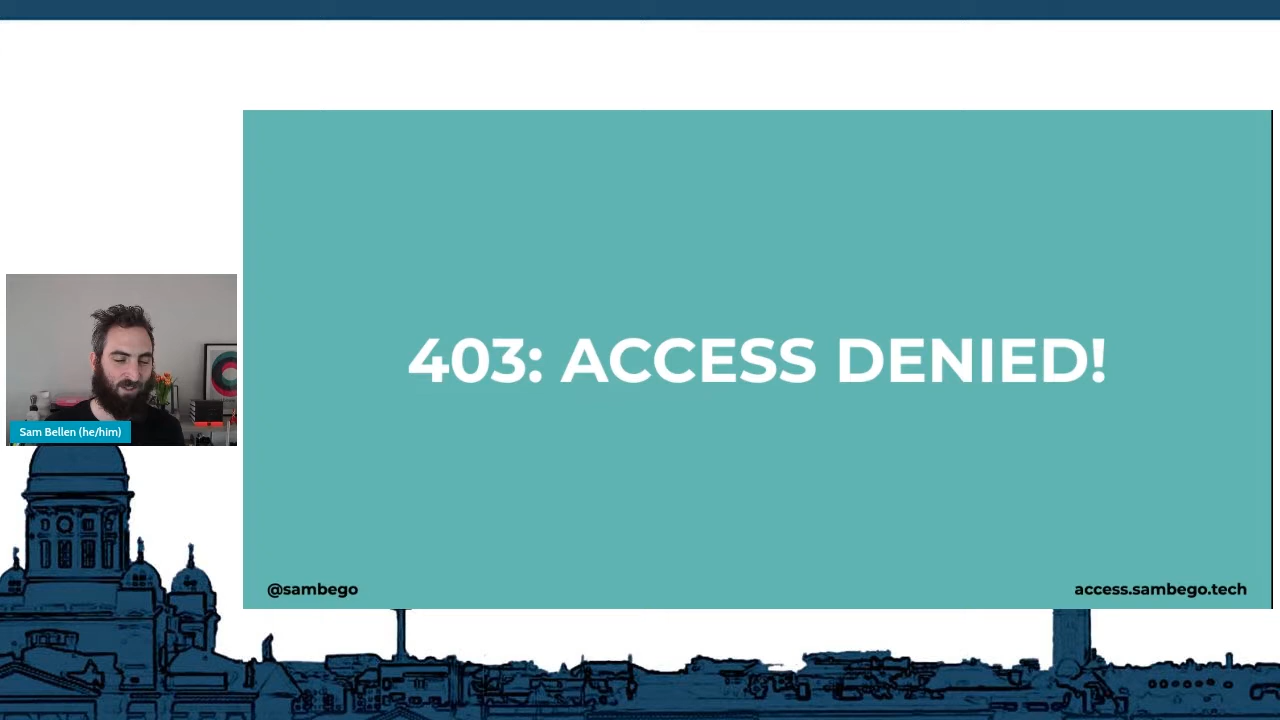 403: ACCESS DENIED!
Sam Bellen (he/him)
@sambego
access.sambego.tech